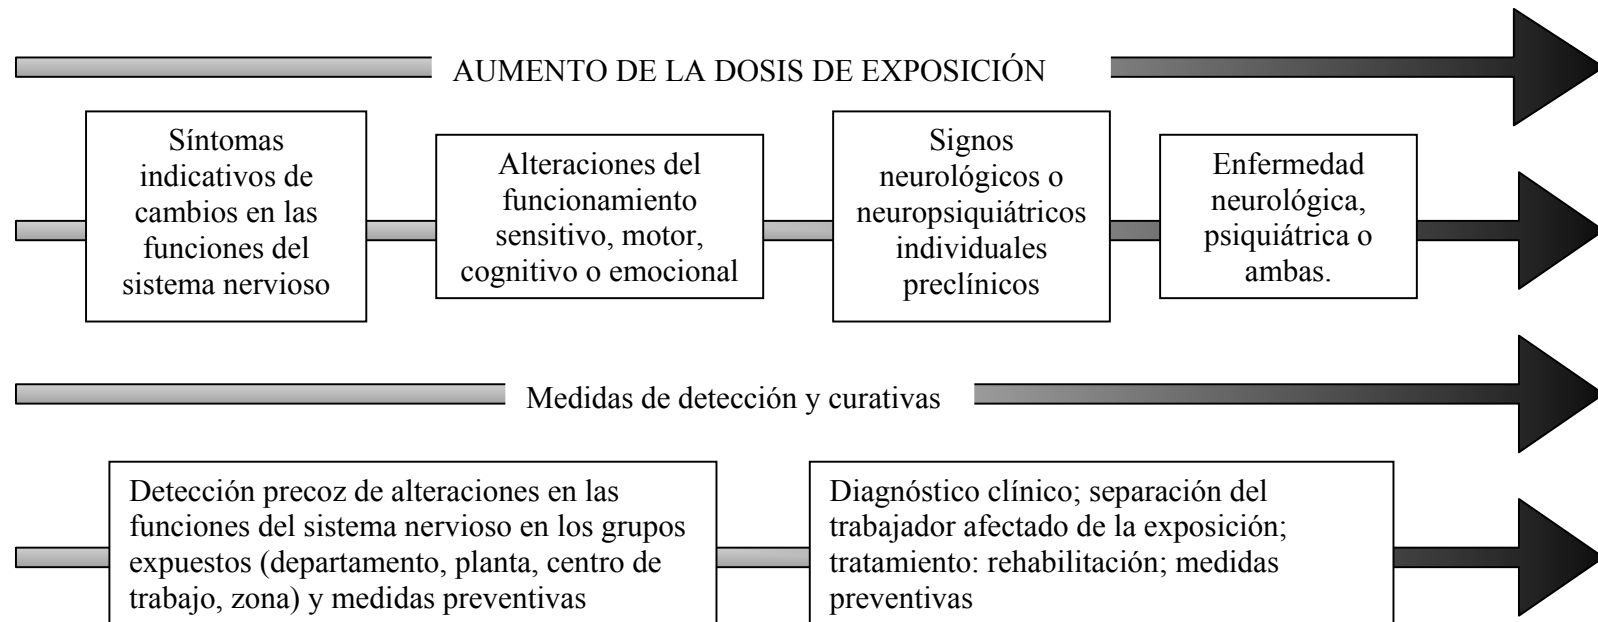 AUMENTO DE LA DOSIS DE EXPOSICIÓN
Síntomas
indicativos de
cambios en las
funciones del
sistema nervioso
Alteraciones del
funcionamiento
sensitivo, motor,
cognitivo o emocional
Signos
neurológicos o
neuropsiquiátricos
individuales
preclínicos
Enfermedad
neurológica,
psiquiátrica o
ambas.
Medidas de detección y curativas
Detección precoz de alteraciones en las
funciones del sistema nervioso en los grupos
expuestos (departamento, planta, centro de
trabajo, zona) y medidas preventivas
Diagnóstico clínico; separación del
trabajador afectado de la exposición;
tratamiento: rehabilitación; medidas
preventivas